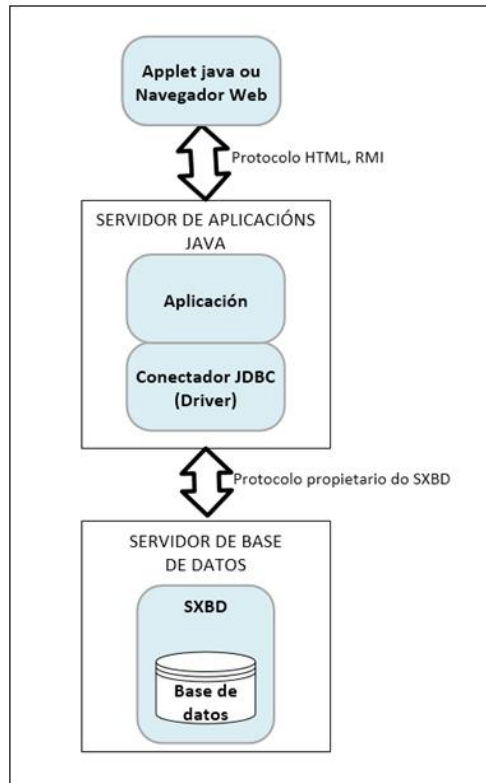 Applet java ou
Navegador Web
Protocolo HTML, RMI
SERVIDOR DE APLICACIÓNS
JAVA
Aplicación
Conectador JDBC
(Driver)
Protocolo propietario do SXBD
SERVIDOR DE BASE
DE DATOS
SXBD
Base de
datos